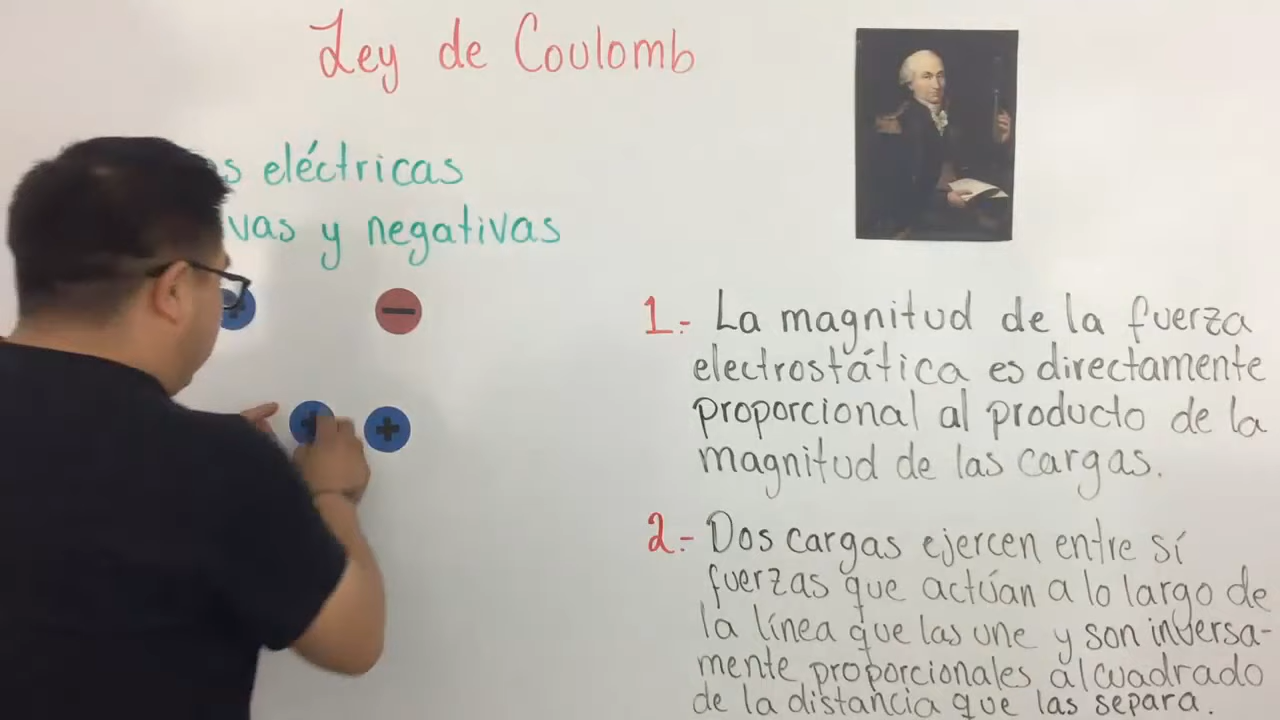 Ley de Coulomb
eléctricas
y negativas
1.- La magnitud de la fuerza
electrostática es directamente
proporcional al producto de la
magnitud de las cargas.
2.- Dos cargas ejercen entre sí
fuerzas que actúan a lo largo de
la línea que las une y son inversa-
mente proporcionales al cuadrado
de la distancia que las separa.